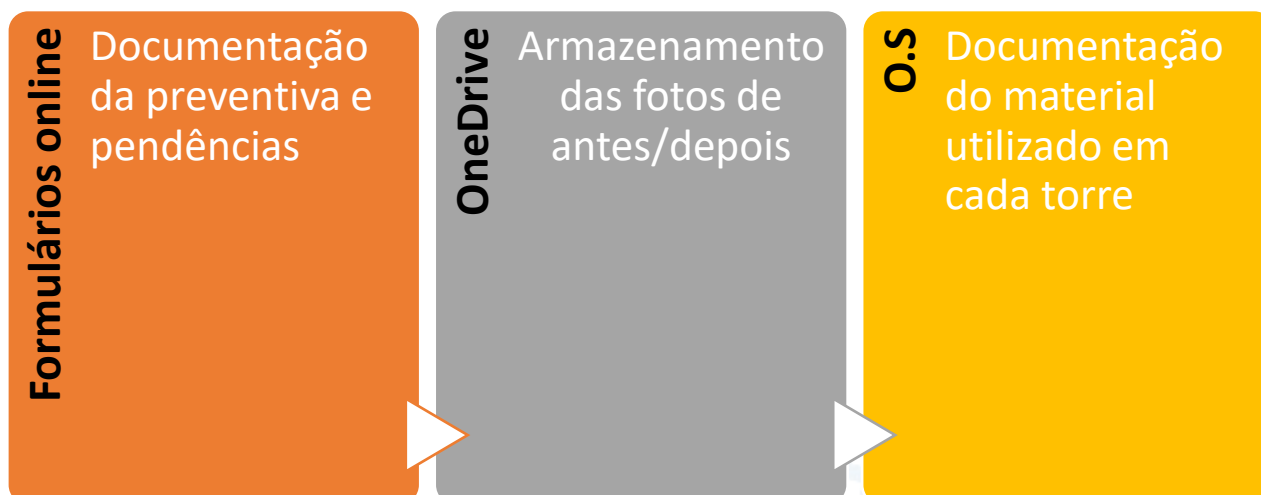 Formulários online
Documentação
da preventiva e
pendências
OneDrive
Armazenamento
das fotos de
antes/depois
O.S
Documentação
do material
utilizado em
cada torre